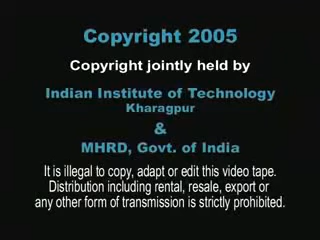 Copyright 2005
Copyright jointly held by
Indian Institute of Technology
Kharagpur
&
MHRD, Govt. of India
It is illegal to copy, adapt or edit this video tape.
Distribution including rental, resale, export or
any other form of transmission is strictly prohibited.